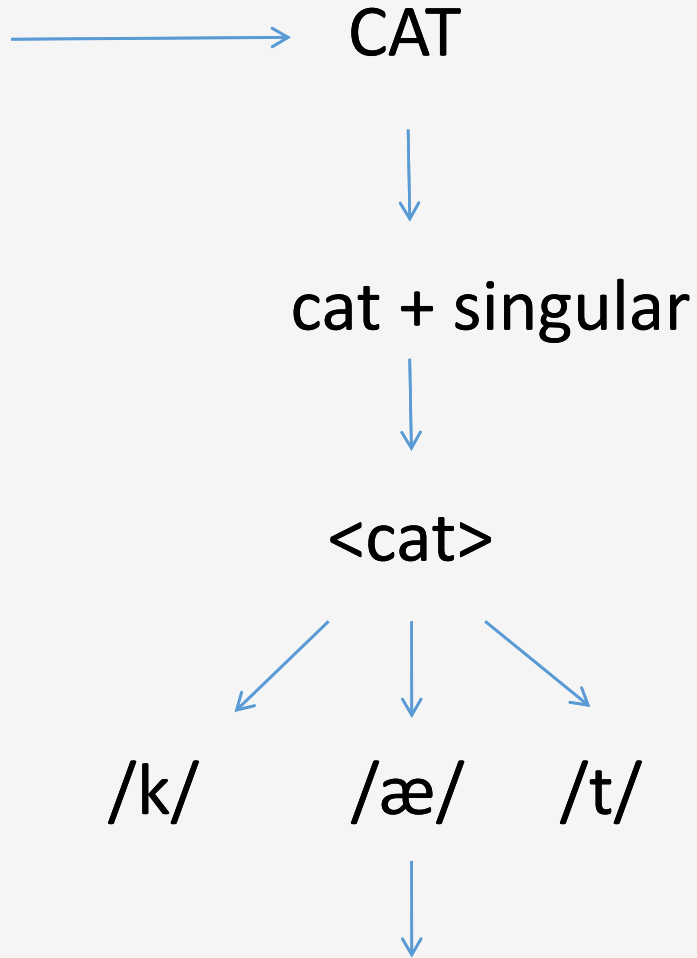 CAT
cat + singular
<cat>
/k/ /æ/ /t/